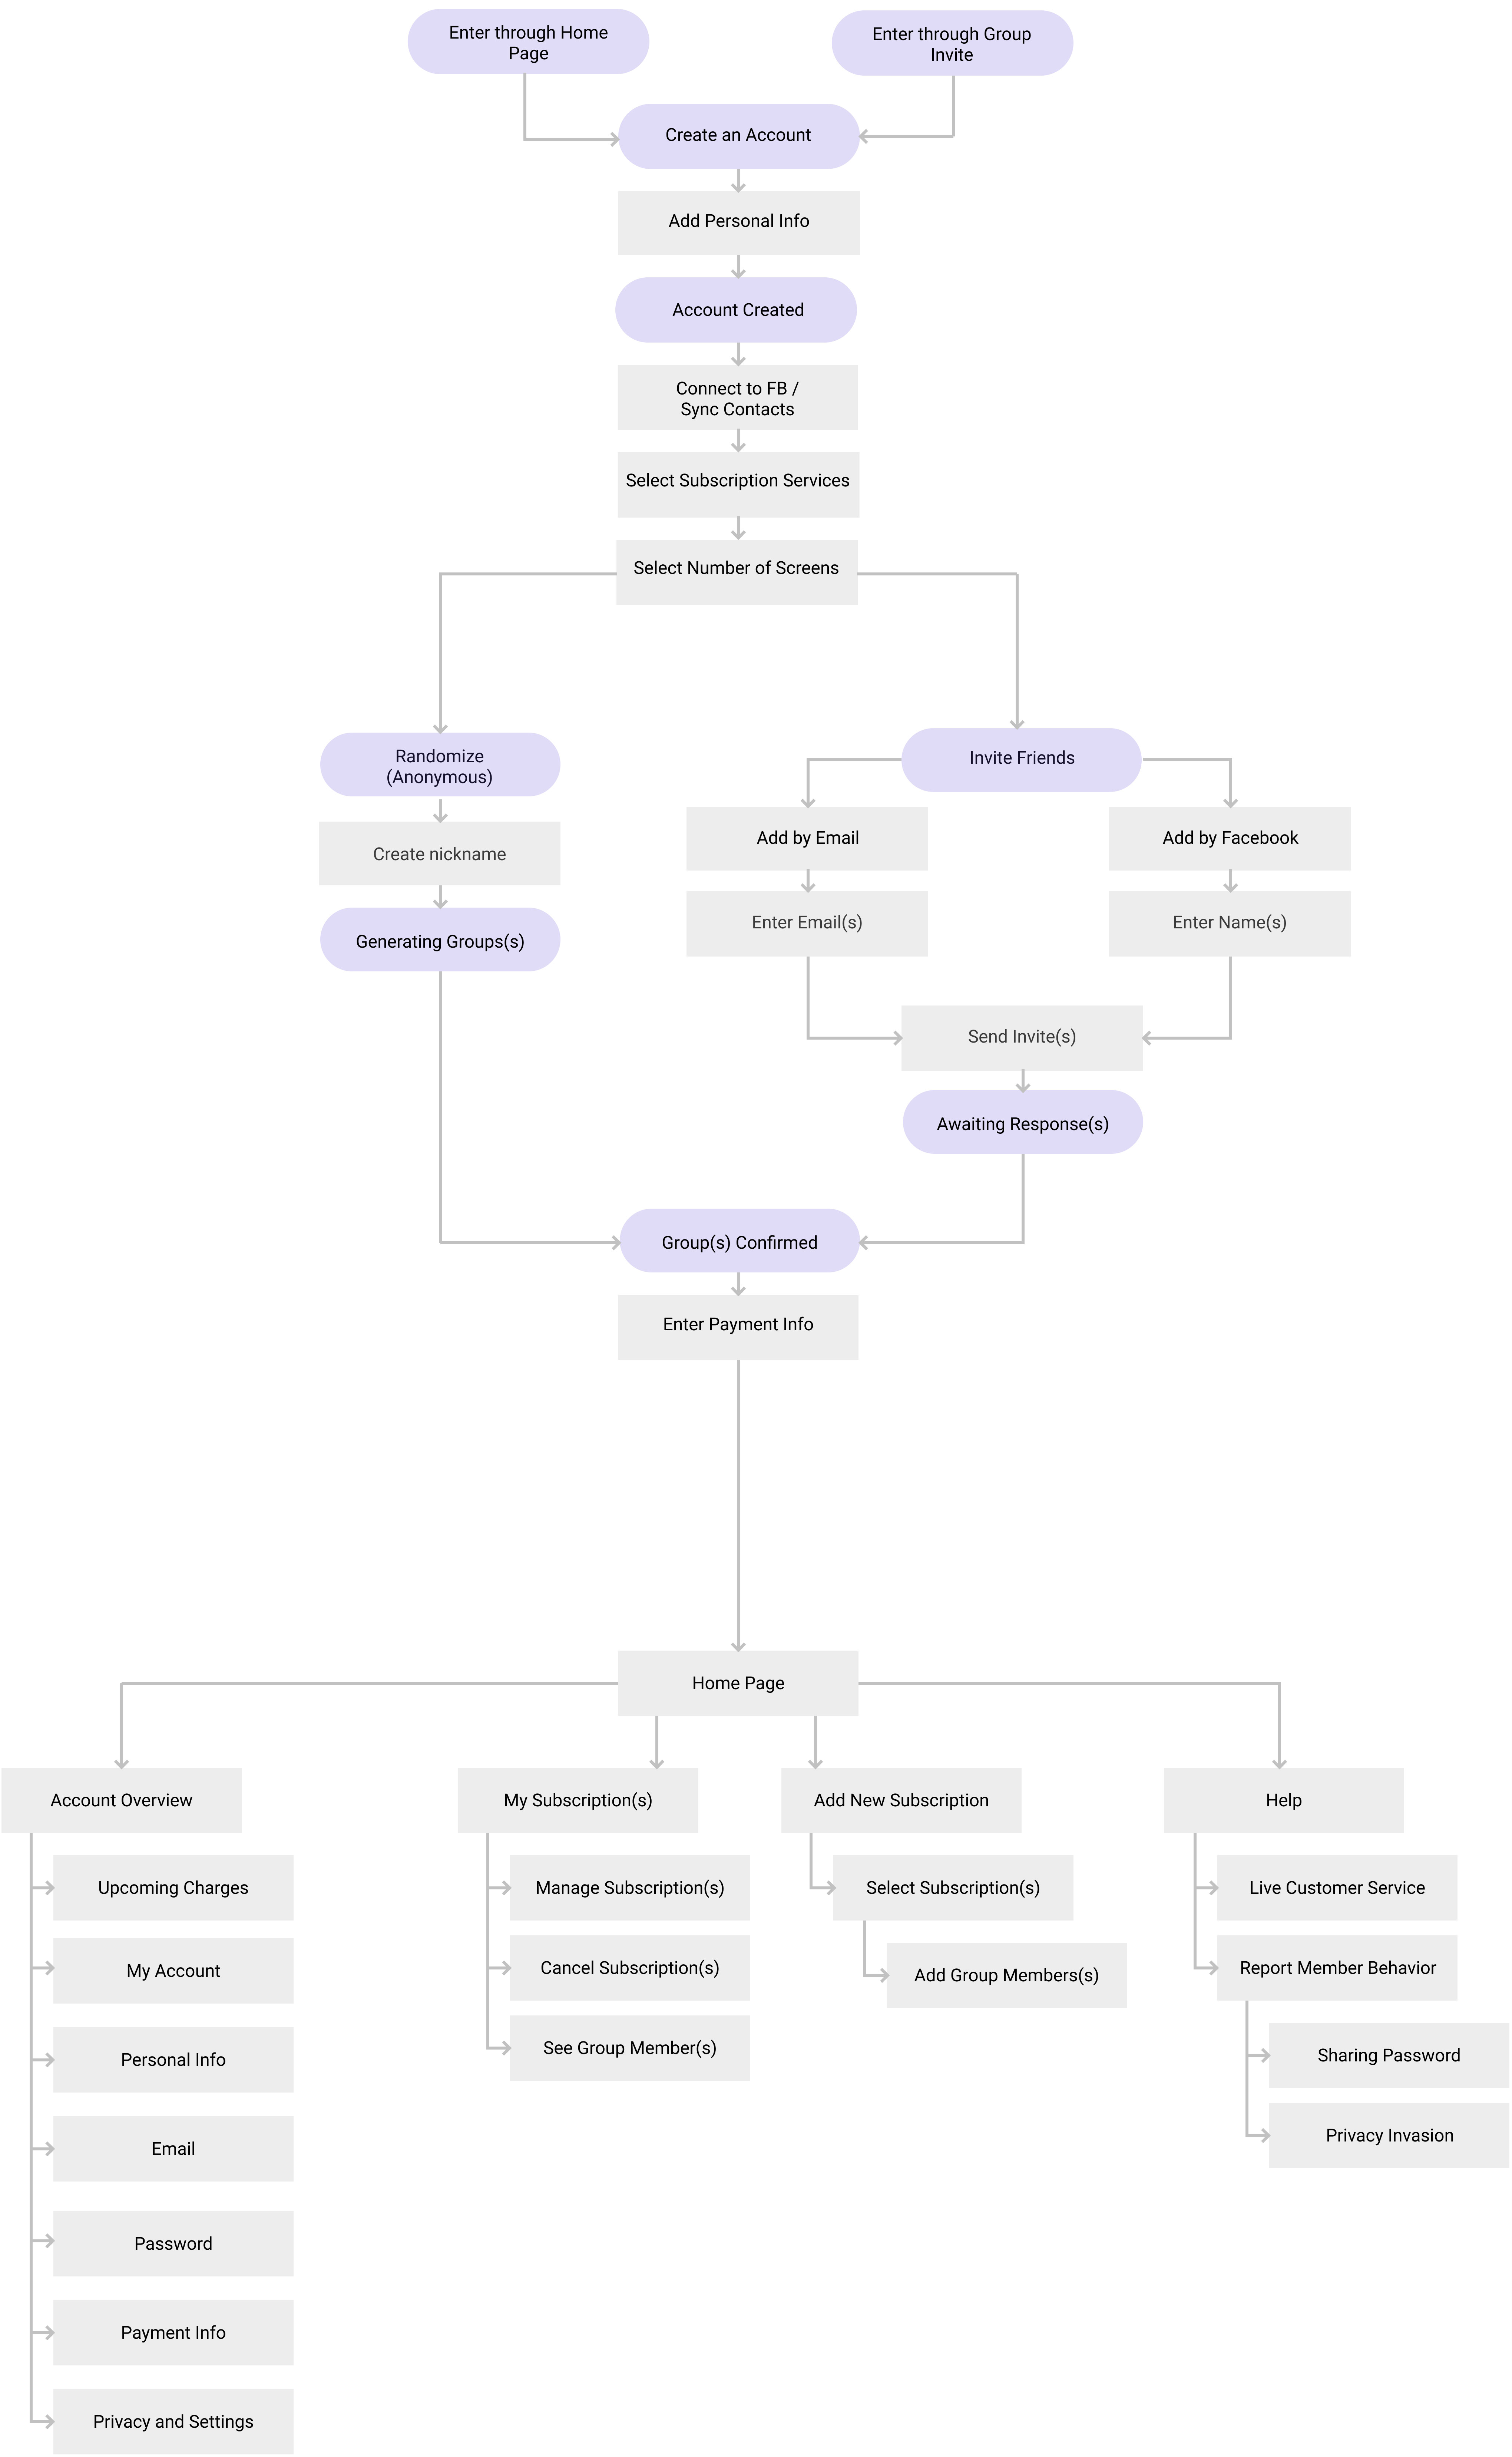 Enter through Home
Page
Enter through Group
Invite
Create an Account
Add Personal Info
Account Created
Connect to FB /
Sync Contacts
Select Subscription Services
Select Number of Screens
Randomize
(Anonymous)
Create nickname
Generating Groups(s)
Invite Friends
Add by Email
Add by Facebook
Enter Email(s)
Enter Name(s)
Send Invite(s)
Awaiting Response(s)
Group(s) Confirmed
Enter Payment Info
Home Page
Account Overview
Upcoming Charges
My Account
Personal Info
Email
Password
Payment Info
Privacy and Settings
My Subscription(s)
Manage Subscription(s)
Cancel Subscription(s)
See Group Member(s)
Add New Subscription
Select Subscription(s)
Add Group Members(s)
Help
Live Customer Service
Report Member Behavior
Sharing Password
Privacy Invasion